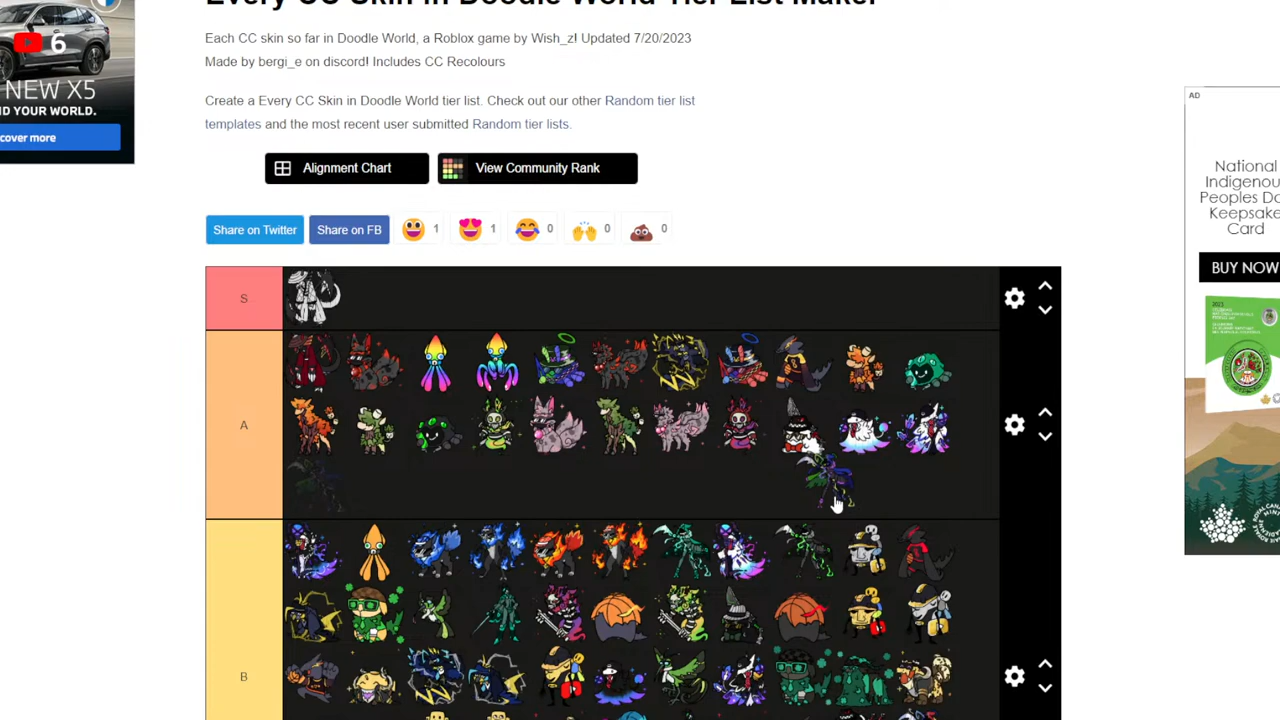 Every CC Skin in Doodle World Tier List Maker
Each CC skin so far in Doodle World, a Roblox game by Wish_z! Updated 7/20/2023
Made by bergi_e on discord! Includes CC Recolours
6
NEW X5
D YOUR WORLD.
cover more
Create a Every CC Skin in Doodle World tier list. Check out our other Random tier list
templates and the most recent user submitted Random tier lists.
Alignment Chart
View Community Rank
Share on Twitter
Share on FB
1
1
0
0
0
AD
National
Indigenou
Peoples Da
Keepsake
Card
BUY NOW
S
A
B